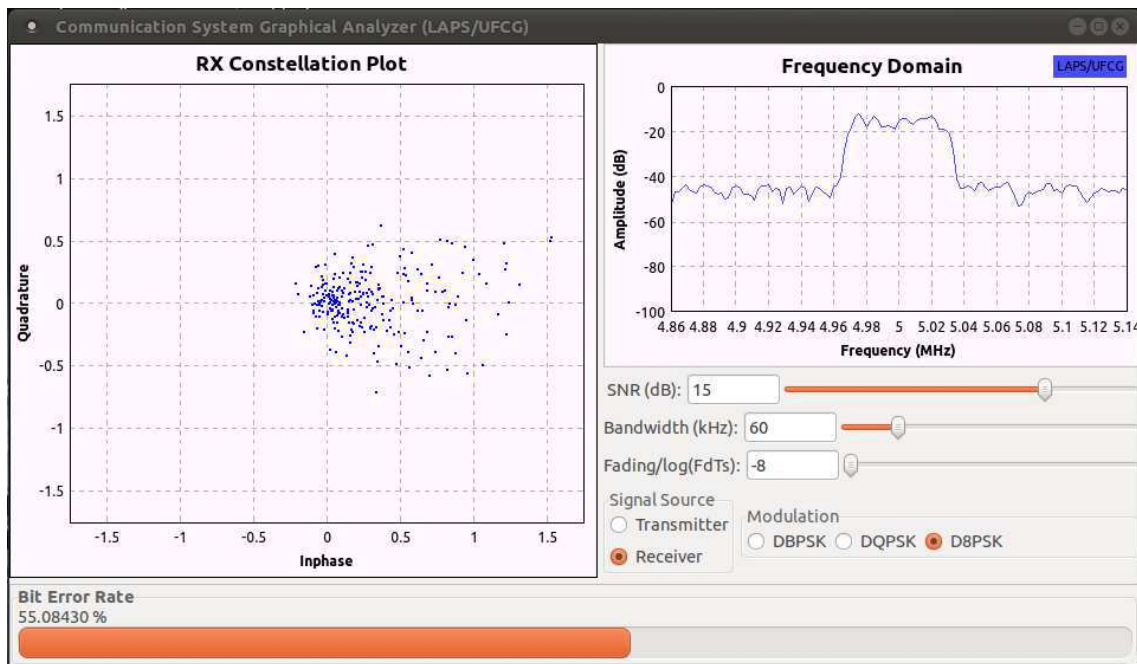 Communication System Graphical Analyzer (LAPS/UFCG)
RX Constellation Plot
1.5
1
0.5
0
-0.5
-1
-1.5
Quadrature
-1.5 -1 -0.5 0 0.5 1 1.5
Inphase
Frequency Domain
LAPS/UFCG
0
-20
-40
-60
-80
-100
Amplitude (dB)
4.86 4.88 4.9 4.92 4.94 4.96 4.98 5 5.02 5.04 5.06 5.08 5.1 5.12 5.14
Frequency (MHz)
SNR (dB): 15
Bandwidth (kHz): 60
Fading/log(FdTs): -8
Signal Source
Transmitter
Receiver
Modulation
DBPSK DQPSK D8PSK
Bit Error Rate
55.08430 %